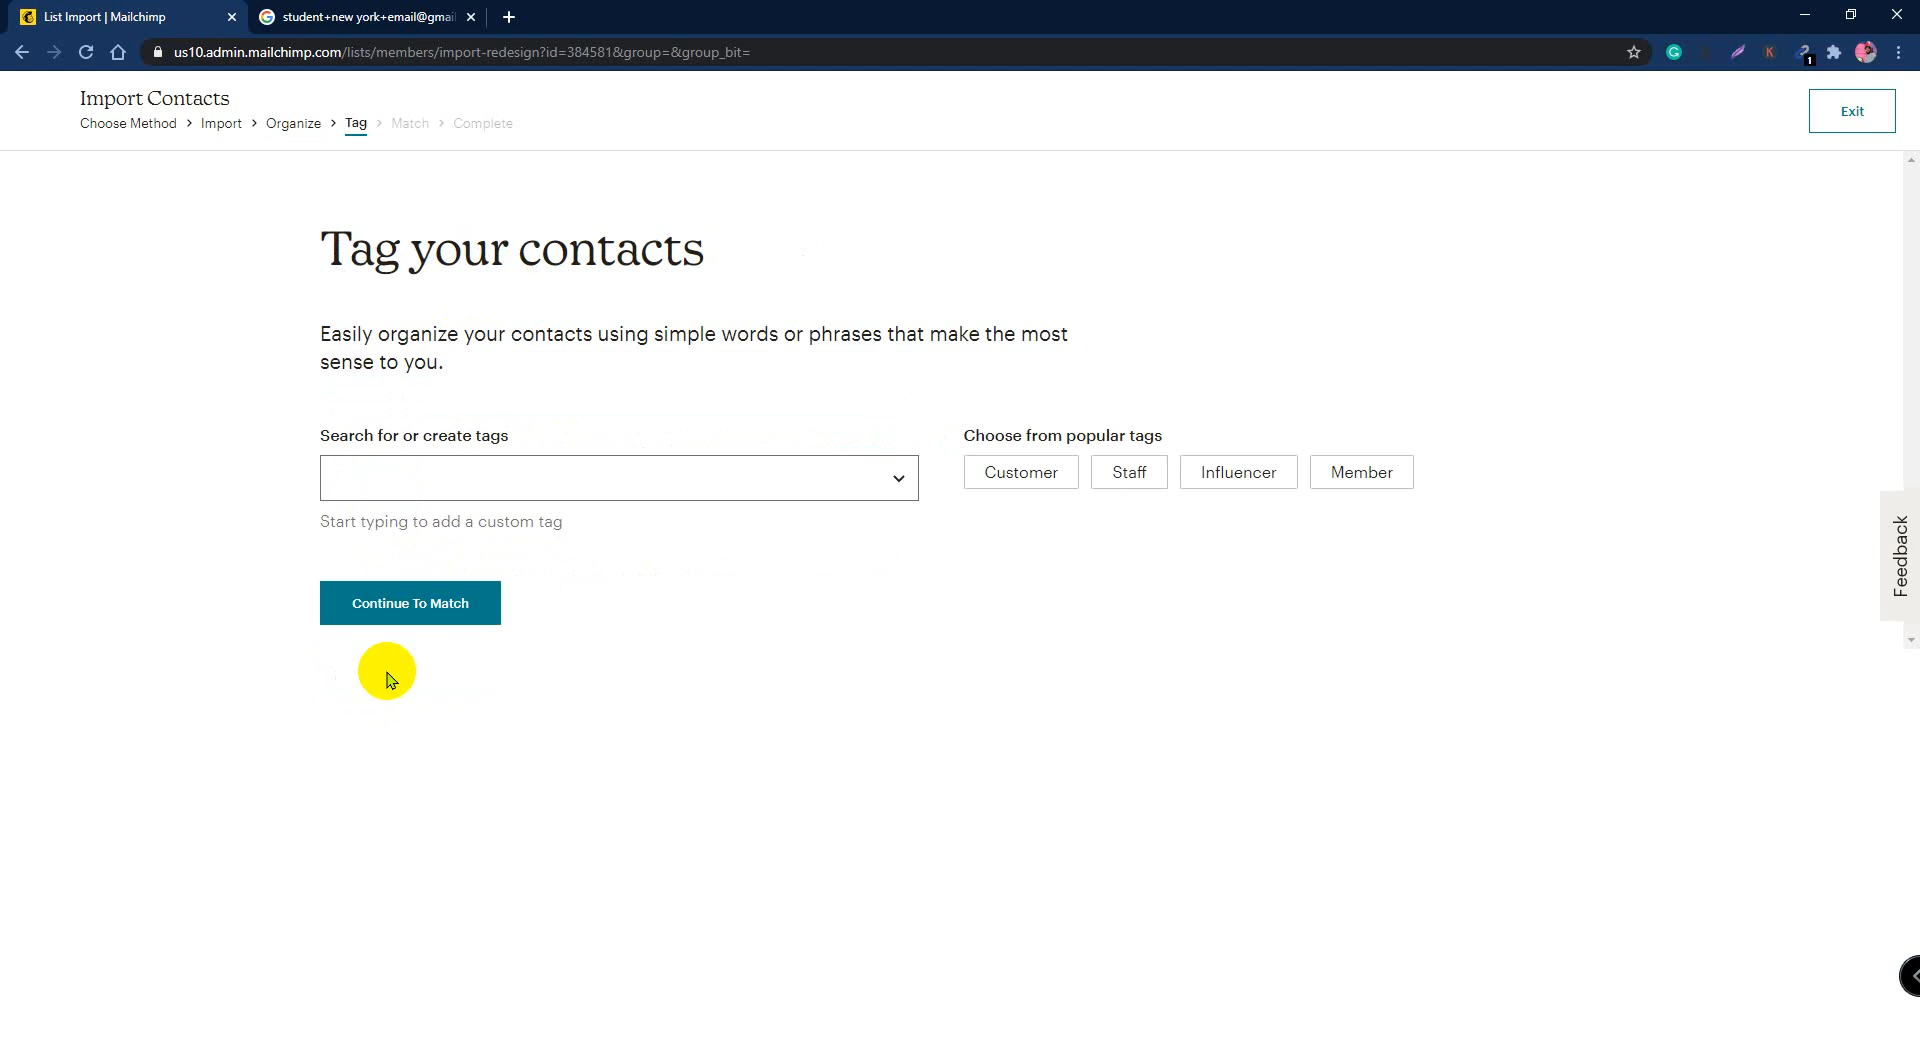 List Import | Mailchimp
student+new york+email@gmai
us10.admin.mailchimp.com/lists/members/import-redesign?id=384581&group=&group_bit=
K
1
Import Contacts
Choose Method > Import > Organize > Tag > Match > Complete
Exit
Tag your contacts
Easily organize your contacts using simple words or phrases that make the most
sense to you.
Search for or create tags
Choose from popular tags
Customer
Staff
Influencer
Member
Start typing to add a custom tag
Continue To Match
Feedback